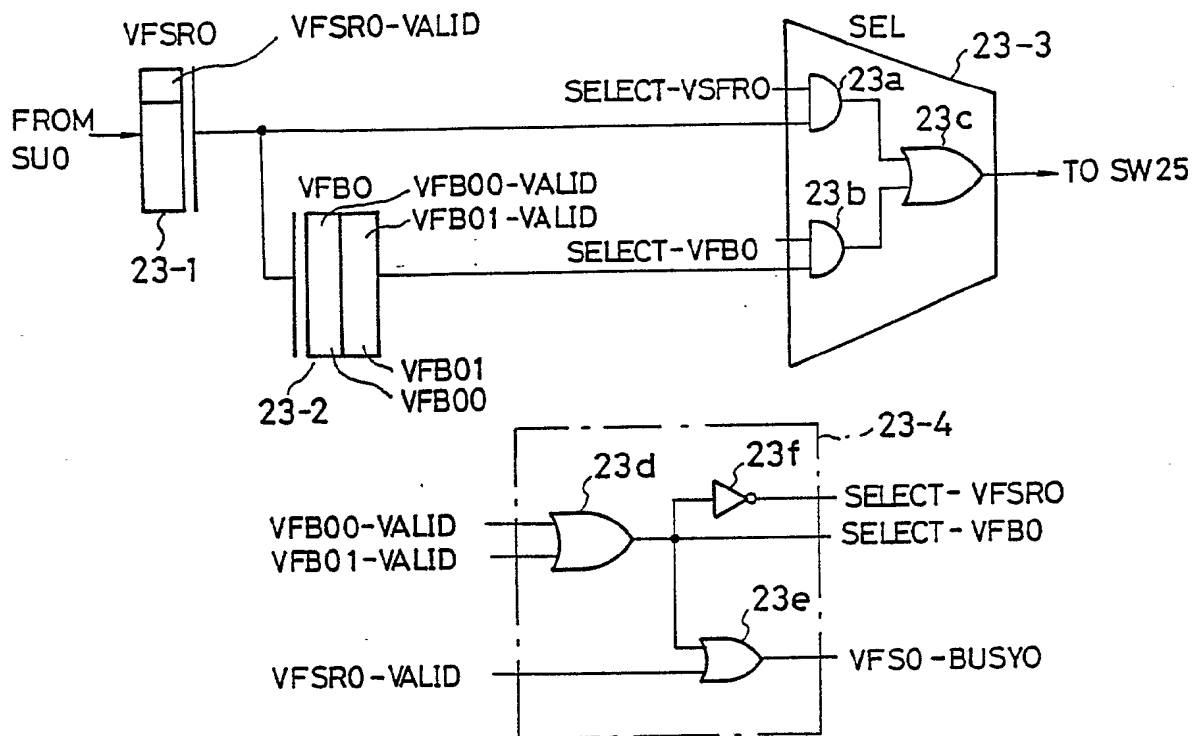 VFSR0
VFSR0-VALID
SEL
23-3
SELECT-VSFR0
23a
FROM
SU0
23c
TO SW25
VFB0
VFB00-VALID
VFB01-VALID
23b
SELECT-VFB0
23-1
VFB01
VFB00
23-2
23-4
23d
23f
SELECT-VFSR0
VFB00-VALID
SELECT-VFB0
VFB01-VALID
23e
VFSR0-VALID
VFS0-BUSY0